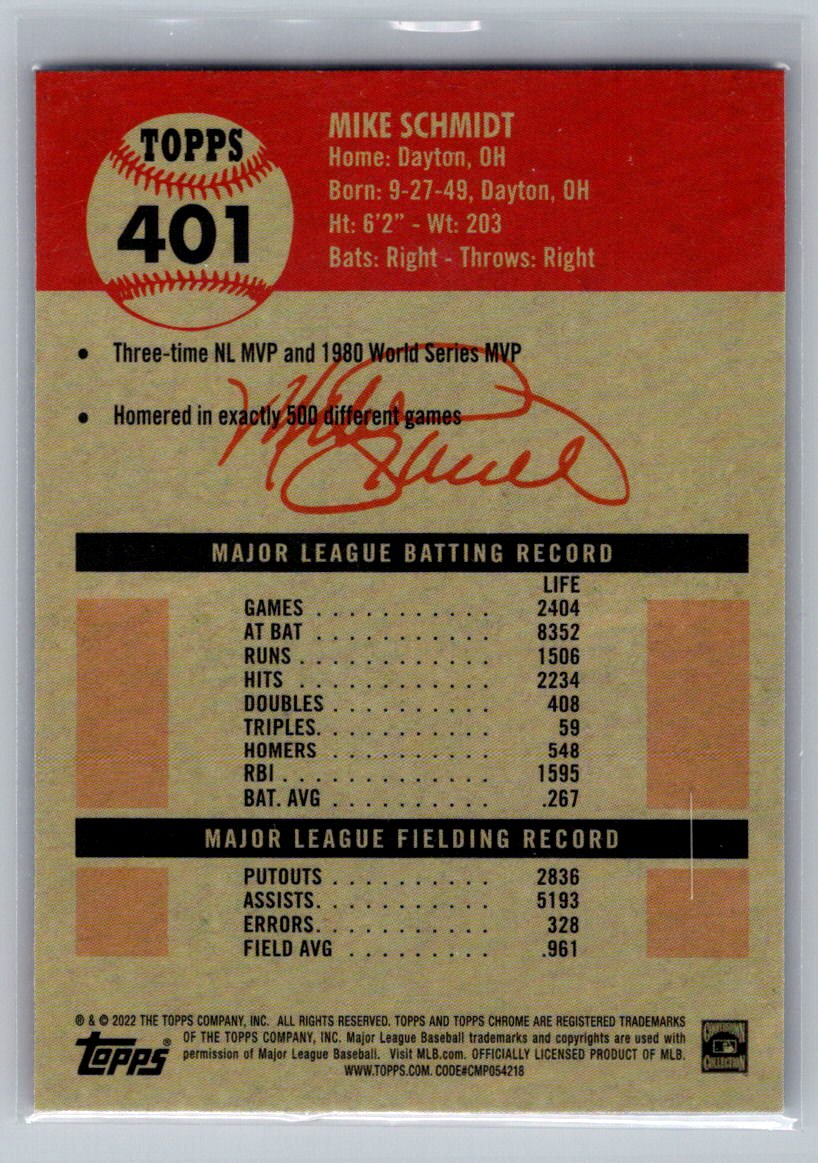 TOPPS
401
MIKE SCHMIDT
Home: Dayton, OH
Born: 9-27-49, Dayton, OH
Ht: 6'2" - Wt: 203
Bats: Right - Throws: Right
• Three-time NL MVP and 1980 World Series MVP
• Homered in exactly 500 different games
MAJOR LEAGUE BATTING RECORD
LIFE
GAMES . . . . . . . . . . . 2404
AT BAT . . . . . . . . . . . 8352
RUNS . . . . . . . . . . . . 1506
HITS . . . . . . . . . . . . 2234
DOUBLES . . . . . . . . . . 408
TRIPLES. . . . . . . . . . . 59
HOMERS . . . . . . . . . . . 548
RBI . . . . . . . . . . . . . 1595
BAT. AVG . . . . . . . . . . .267
MAJOR LEAGUE FIELDING RECORD
PUTOUTS . . . . . . . . . . 2836
ASSISTS. . . . . . . . . . . 5193
ERRORS. . . . . . . . . . . 328
FIELD AVG . . . . . . . . . .961
® & © 2022 THE TOPPS COMPANY, INC. ALL RIGHTS RESERVED. TOPPS AND TOPPS CHROME ARE REGISTERED TRADEMARKS
OF THE TOPPS COMPANY, INC. Major League Baseball trademarks and copyrights are used with
permission of Major League Baseball. Visit MLB.com. OFFICIALLY LICENSED PRODUCT OF MLB.
WWW.TOPPS.COM. CODE#CMP054218
topps®
COOPERSTOWN
COLLECTION